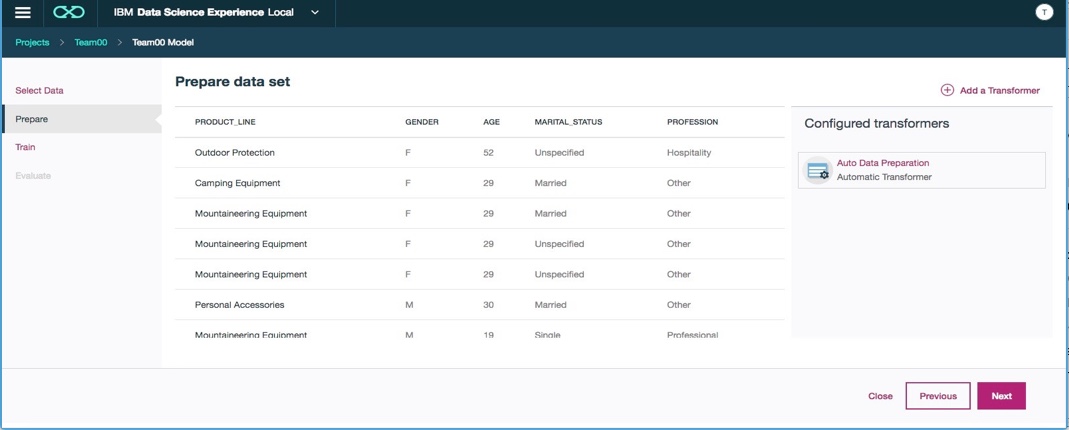 IBM Data Science Experience Local
T
Projects > Team00 > Team00 Model
Select Data
Prepare
Train
Evaluate
Prepare data set
Add a Transformer
PRODUCT_LINE GENDER AGE MARITAL_STATUS PROFESSION
Outdoor Protection F 52 Unspecified Hospitality
Camping Equipment F 29 Married Other
Mountaineering Equipment F 29 Married Other
Mountaineering Equipment F 29 Unspecified Other
Mountaineering Equipment F 29 Unspecified Other
Personal Accessories M 30 Married Other
Mountaineering Equipment M 19 Single Professional
Configured transformers
Auto Data Preparation
Automatic Transformer
Close Previous Next